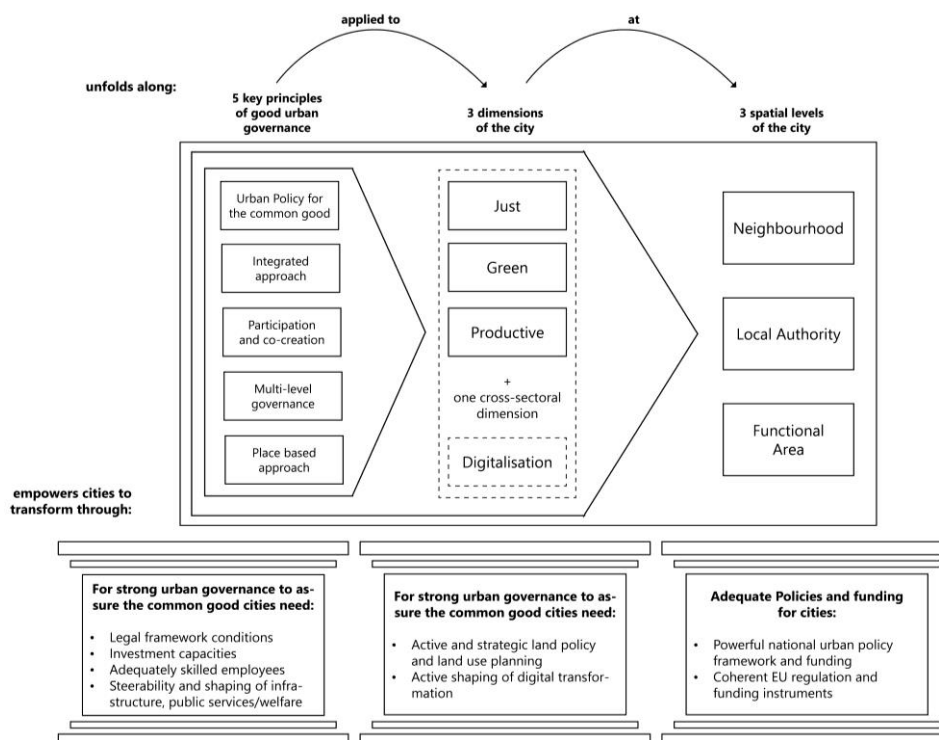 applied to
at
unfolds along:
5 key principles
of good urban
governance
3 dimensions
of the city
3 spatial levels
of the city
Urban Policy for
the common good
Integrated
approach
Participation
and co-creation
Multi-level
governance
Place based
approach
Just
Green
Productive
+
one cross-sectoral
dimension
Digitalisation
Neighbourhood
Local Authority
Functional
Area
empowers cities to
transform through:
For strong urban governance to as-
sure the common good cities need:
• Legal framework conditions
• Investment capacities
• Adequately skilled employees
• Steerability and shaping of infra-
structure, public services/welfare
For strong urban governance to as-
sure the common good cities need:
• Active and strategic land policy
and land use planning
• Active shaping of digital transfor-
mation
Adequate Policies and funding
for cities:
• Powerful national urban policy
framework and funding
• Coherent EU regulation and
funding instruments